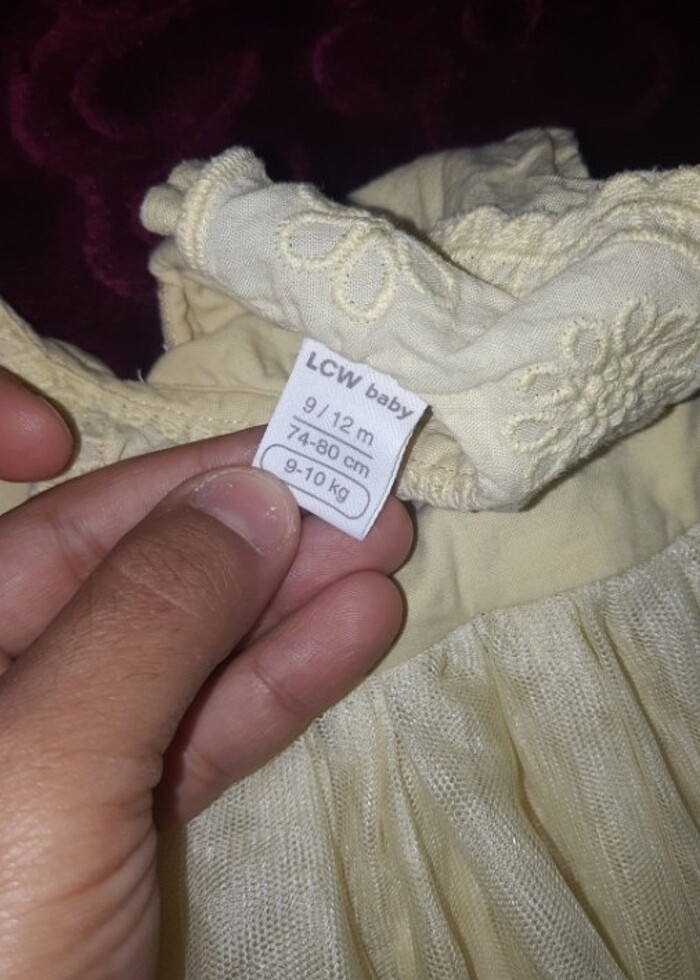 LCW baby
9 / 12 m
74-80 cm
9-10 kg